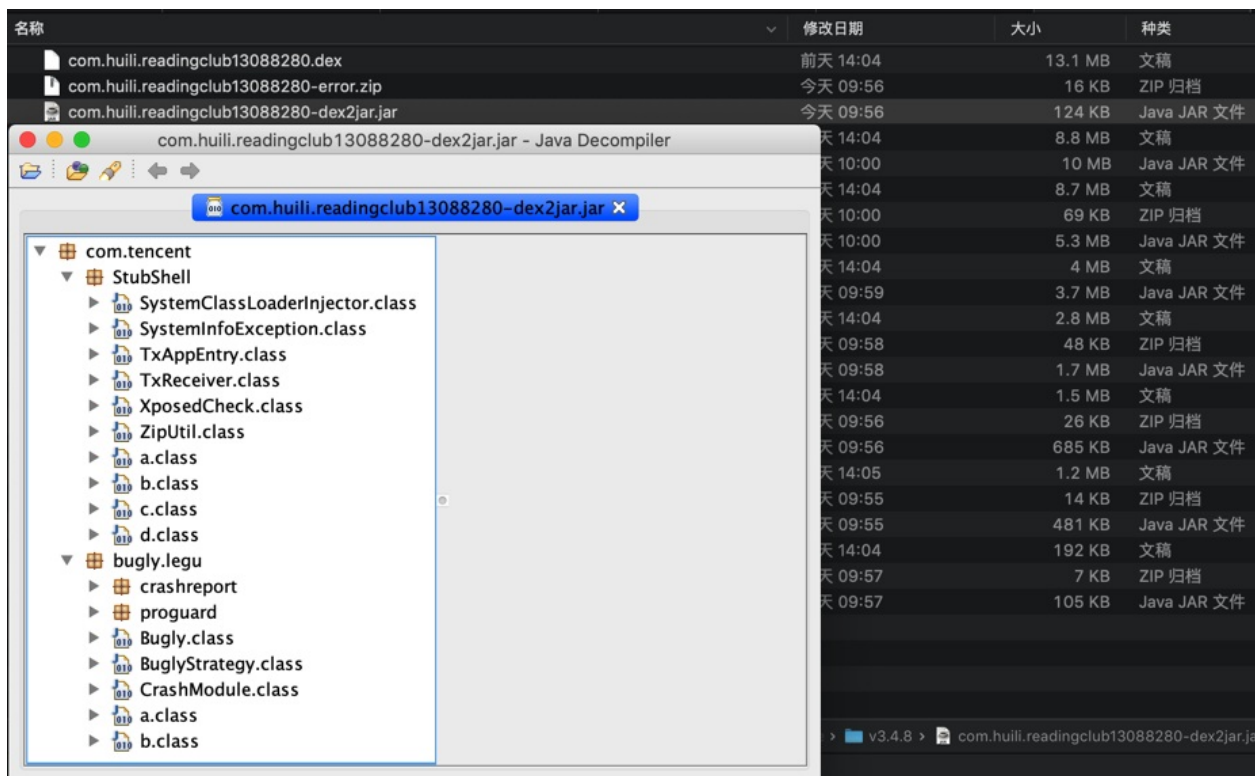 名称 修改日期 大小 种类
com.huili.readingclub13088280.dex 前天 14:04 13.1 MB 文稿
com.huili.readingclub13088280-error.zip 今天 09:56 16 KB ZIP 归档
com.huili.readingclub13088280-dex2jar.jar 今天 09:56 124 KB Java JAR 文件
com.huili.readingclub13088280-dex2jar.jar - Java Decompiler
com.huili.readingclub13088280-dex2jar.jar
com.tencent
StubShell
SystemClassLoaderInjector.class
SystemInfoException.class
TxAppEntry.class
TxReceiver.class
XposedCheck.class
ZipUtil.class
a.class
b.class
c.class
d.class
bugly.legu
crashreport
proguard
Bugly.class
BuglyStrategy.class
CrashModule.class
a.class
b.class
天 14:04 8.8 MB 文稿
天 10:00 10 MB Java JAR 文件
天 14:04 8.7 MB 文稿
天 10:00 69 KB ZIP 归档
天 10:00 5.3 MB Java JAR 文件
天 14:04 4 MB 文稿
天 09:59 3.7 MB Java JAR 文件
天 14:04 2.8 MB 文稿
天 09:58 48 KB ZIP 归档
天 09:58 1.7 MB Java JAR 文件
天 14:04 1.5 MB 文稿
天 09:56 26 KB ZIP 归档
天 09:56 685 KB Java JAR 文件
天 14:05 1.2 MB 文稿
天 09:55 14 KB ZIP 归档
天 09:55 481 KB Java JAR 文件
天 14:04 192 KB 文稿
天 09:57 7 KB ZIP 归档
天 09:57 105 KB Java JAR 文件
v3.4.8 › com.huili.readingclub13088280-dex2jar.ja